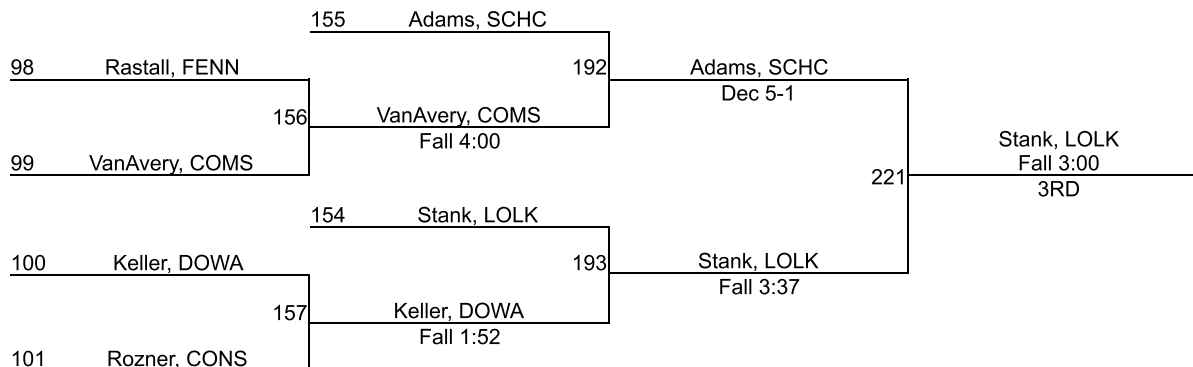 155 Adams, SCHC
98 Rastall, FENN
192 Adams, SCHC
Dec 5-1
156 VanAvery, COMS
Fall 4:00
99 VanAvery, COMS
Stank, LOLK
Fall 3:00
221
3RD
154 Stank, LOLK
100 Keller, DOWA
193 Stank, LOLK
Fall 3:37
157 Keller, DOWA
Fall 1:52
101 Rozner, CONS